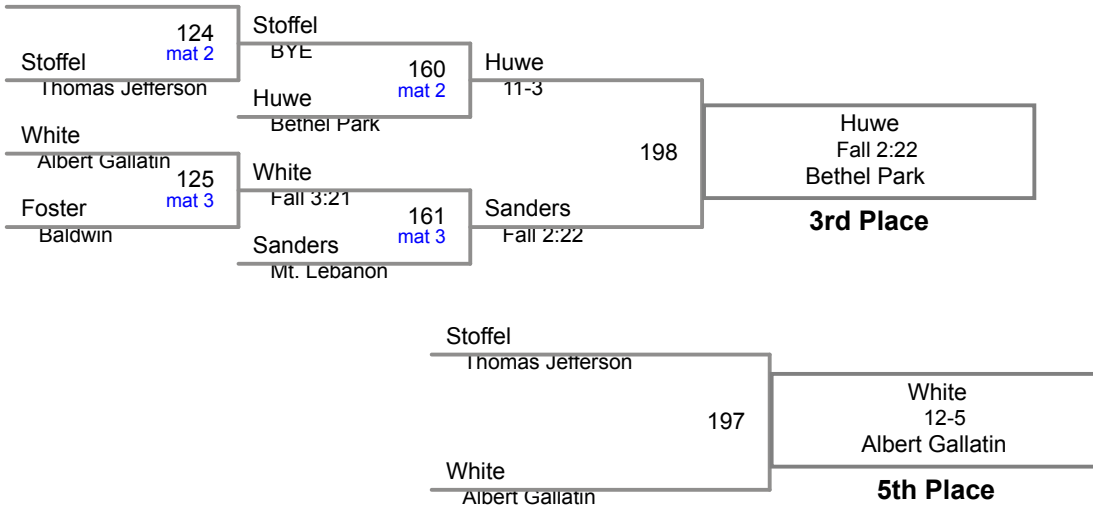 124
mat 2
Stoffel
Thomas Jefferson
White
Albert Gallatin
125
mat 3
Foster
Baldwin
Stoffel
BYE
160
mat 2
Huwe
Bethel Park
White
Fall 3:21
161
mat 3
Sanders
Mt. Lebanon
Huwe
11-3
198
Sanders
Fall 2:22
Huwe
Fall 2:22
Bethel Park
3rd Place
Stoffel
Thomas Jefferson
197
White
Albert Gallatin
White
12-5
Albert Gallatin
5th Place